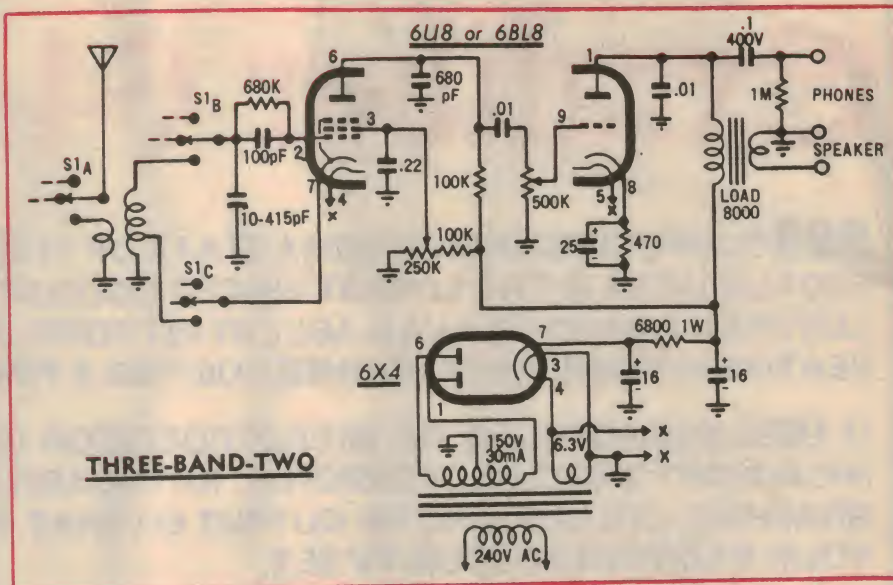 6U8 or 6BL8
.1
400V
6
1
680K
680
pF
.01
S1B
.01
1M
PHONES
3
9
2
S1A
100pF
.22
SPEAKER
7
4
x
100K
500K
5
8
x
LOAD
8000
10-415pF
100K
25
+
-
470
250K
S1C
6800 1W
6
7
6X4
3
4
+
16
-
+
16
-
1
150V
30mA
6.3V
x
x
THREE-BAND-TWO
240V AC